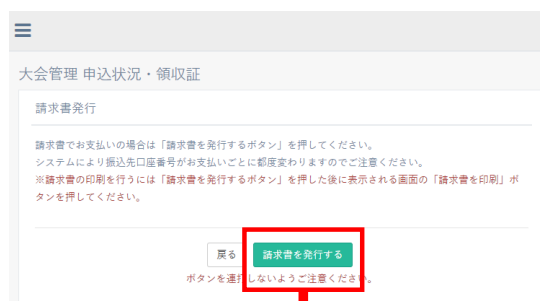 大会管理 申込状況・領収証
請求書発行
請求書でお支払いの場合は「請求書を発行するボタン」を押してください。
システムにより振込先口座番号がお支払いごとに都度変わりますのでご注意ください。
※請求書の印刷を行うには「請求書を発行するボタン」を押した後に表示される画面の「請求書を印刷」ボ
タンを押してください。
戻る 請求書を発行する
ボタンを連打しないようご注意ください。